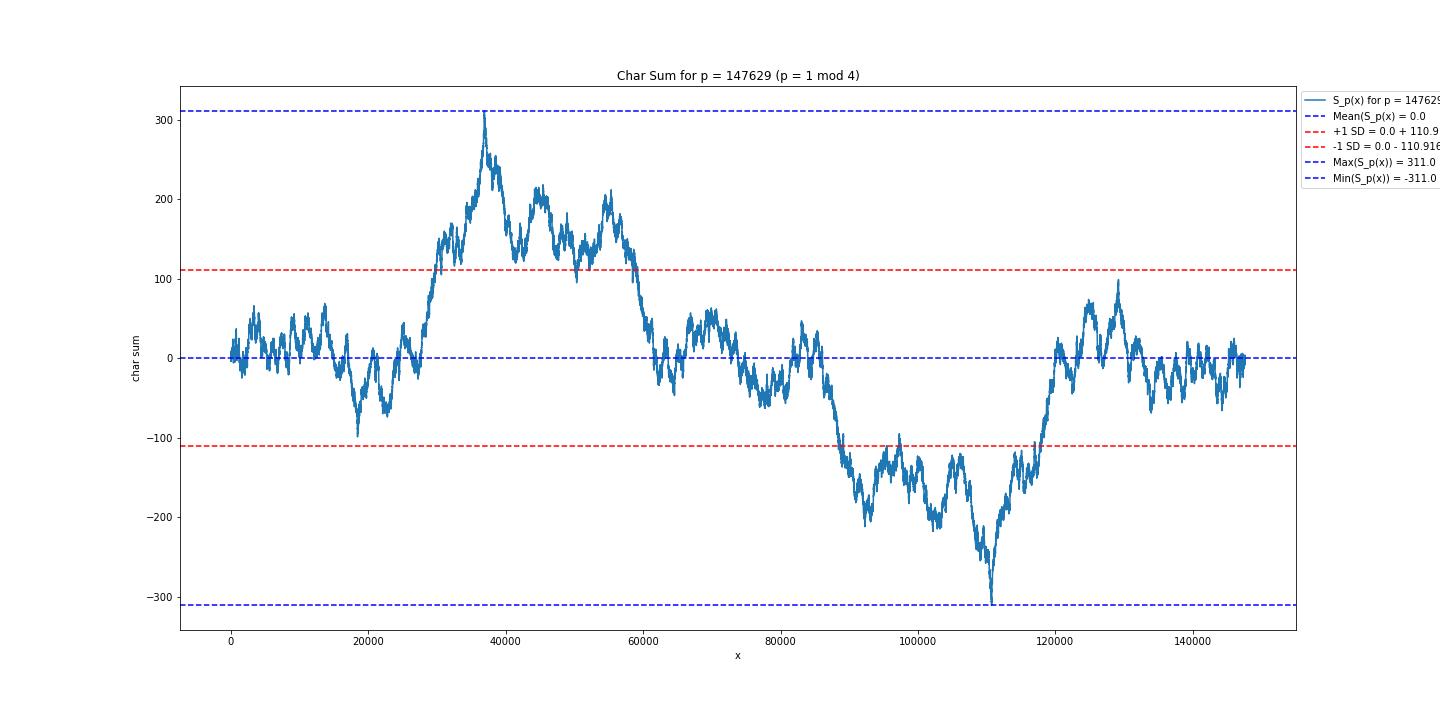 Char Sum for p = 147629 (p = 1 mod 4)
S_p(x) for p = 147629
Mean(S_p(x) = 0.0
+1 SD = 0.0 + 110.9
-1 SD = 0.0 - 110.916
Max(S_p(x)) = 311.0
Min(S_p(x)) = -311.0
300
200
100
0
−100
−200
−300
char sum
0 20000 40000 60000 80000 100000 120000 140000
x